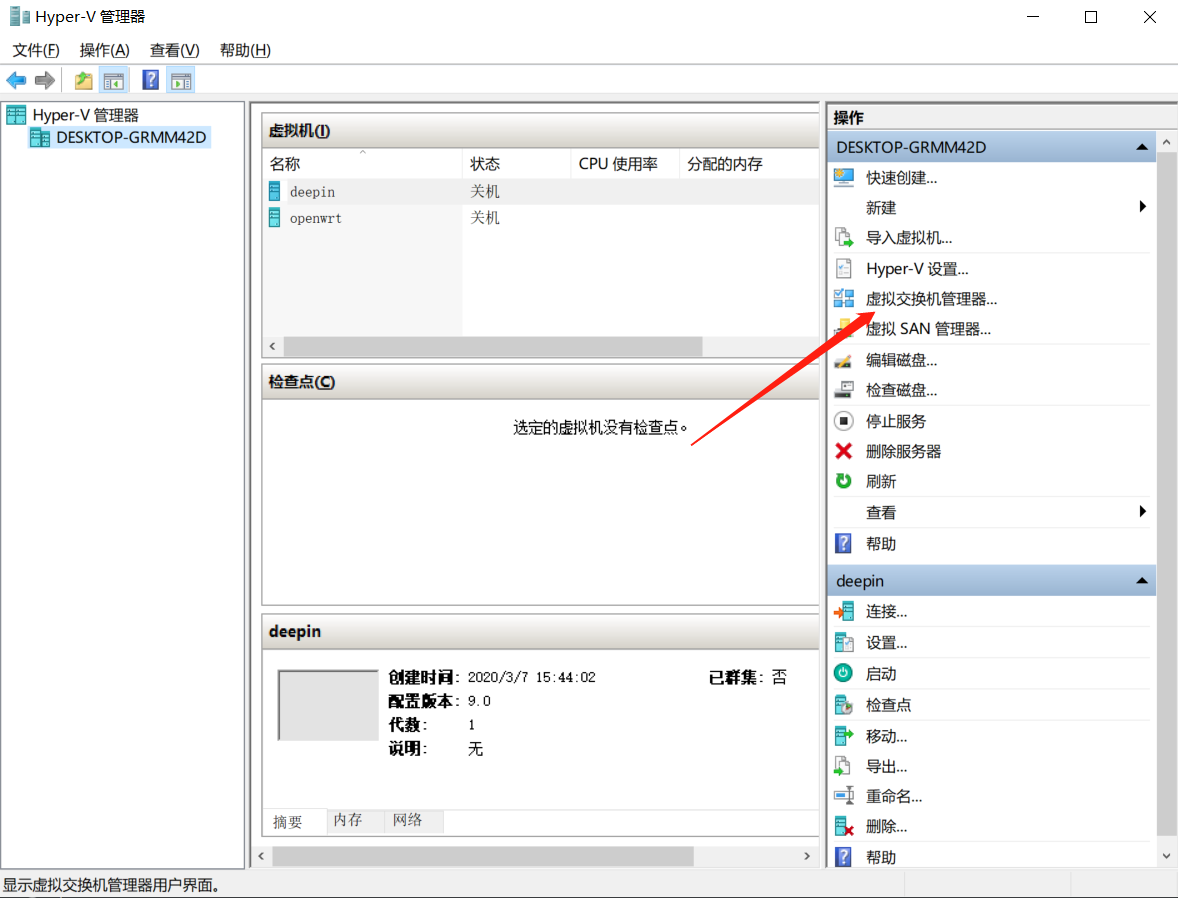 Hyper-V 管理器
文件(F) 操作(A) 查看(V) 帮助(H)
Hyper-V 管理器
DESKTOP-GRMM42D
虚拟机(I)
名称 状态 CPU 使用率 分配的内存
deepin 关机
openwrt 关机
检查点(C)
选定的虚拟机没有检查点。
deepin
创建时间: 2020/3/7 15:44:02 已群集: 否
配置版本: 9.0
代数: 1
说明: 无
摘要 内存 网络
操作
DESKTOP-GRMM42D
快速创建...
新建
导入虚拟机...
Hyper-V 设置...
虚拟交换机管理器...
虚拟 SAN 管理器...
编辑磁盘...
检查磁盘...
停止服务
删除服务器
刷新
查看
帮助
deepin
连接...
设置...
启动
检查点
移动...
导出...
重命名...
删除...
帮助
显示虚拟交换机管理器用户界面。